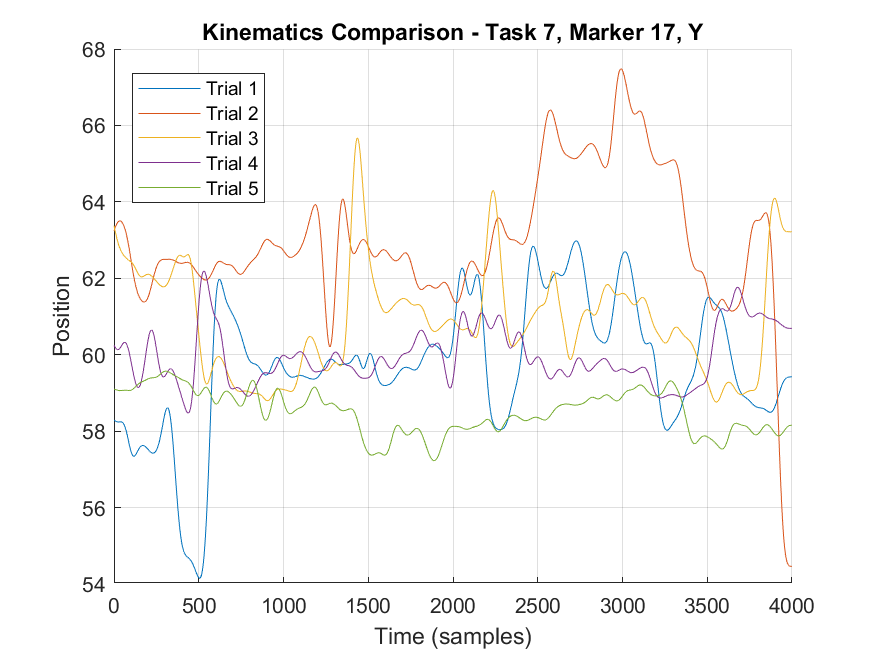 Kinematics Comparison - Task 7, Marker 17, Y
68
66
64
62
60
58
56
54
Position
Trial 1
Trial 2
Trial 3
Trial 4
Trial 5
0 500 1000 1500 2000 2500 3000 3500 4000
Time (samples)